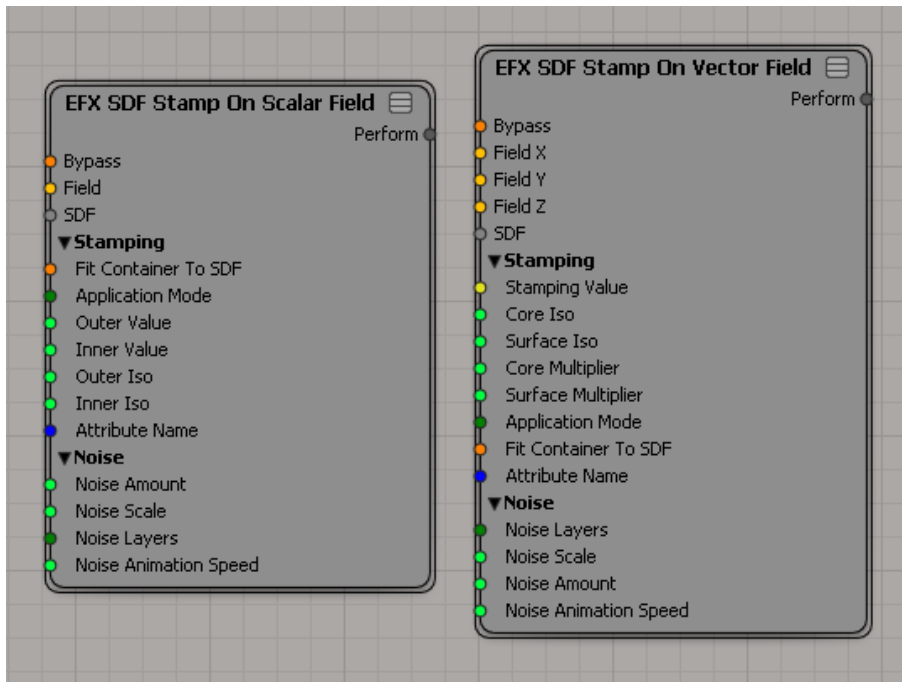 EFX SDF Stamp On Scalar Field
Perform
Bypass
Field
SDF
Stamping
Fit Container To SDF
Application Mode
Outer Value
Inner Value
Outer Iso
Inner Iso
Attribute Name
Noise
Noise Amount
Noise Scale
Noise Layers
Noise Animation Speed
EFX SDF Stamp On Vector Field
Perform
Bypass
Field X
Field Y
Field Z
SDF
Stamping
Stamping Value
Core Iso
Surface Iso
Core Multiplier
Surface Multiplier
Application Mode
Fit Container To SDF
Attribute Name
Noise
Noise Layers
Noise Scale
Noise Amount
Noise Animation Speed